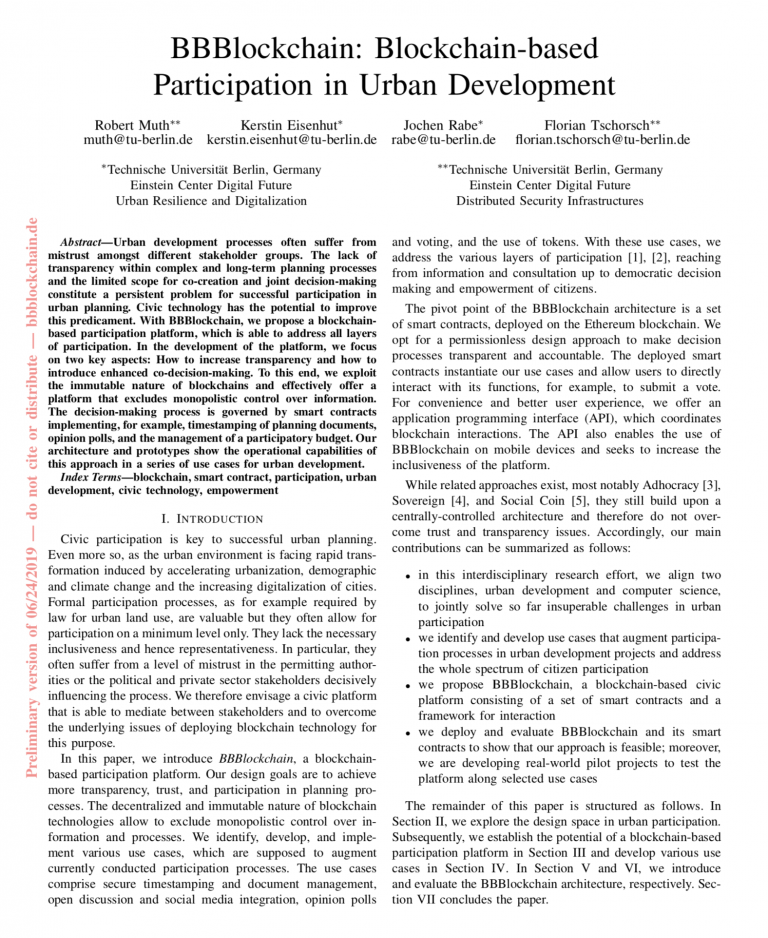 BBBlockchain: Blockchain-based
Participation in Urban Development
Robert Muth** Kerstin Eisenhut* Jochen Rabe* Florian Tschorsch**
muth@tu-berlin.de kerstin.eisenhut@tu-berlin.de rabe@tu-berlin.de florian.tschorsch@tu-berlin.de
*Technische Universität Berlin, Germany
Einstein Center Digital Future
Urban Resilience and Digitalization
**Technische Universität Berlin, Germany
Einstein Center Digital Future
Distributed Security Infrastructures
Preliminary version of 06/24/2019 — do not cite or distribute — bbblockchain.de
Abstract—Urban development processes often suffer from
mistrust amongst different stakeholder groups. The lack of
transparency within complex and long-term planning processes
and the limited scope for co-creation and joint decision-making
constitute a persistent problem for successful participation in
urban planning. Civic technology has the potential to improve
this predicament. With BBBlockchain, we propose a blockchain-
based participation platform, which is able to address all layers
of participation. In the development of the platform, we focus
on two key aspects: How to increase transparency and how to
introduce enhanced co-decision-making. To this end, we exploit
the immutable nature of blockchains and effectively offer a
platform that excludes monopolistic control over information.
The decision-making process is governed by smart contracts
implementing, for example, timestamping of planning documents,
opinion polls, and the management of a participatory budget. Our
architecture and prototypes show the operational capabilities of
this approach in a series of use cases for urban development.
Index Terms—blockchain, smart contract, participation, urban
development, civic technology, empowerment
I. INTRODUCTION
Civic participation is key to successful urban planning.
Even more so, as the urban environment is facing rapid trans-
formation induced by accelerating urbanization, demographic
and climate change and the increasing digitalization of cities.
Formal participation processes, as for example required by
law for urban land use, are valuable but they often allow for
participation on a minimum level only. They lack the necessary
inclusiveness and hence representativeness. In particular, they
often suffer from a level of mistrust in the permitting author-
ities or the political and private sector stakeholders decisively
influencing the process. We therefore envisage a civic platform
that is able to mediate between stakeholders and to overcome
the underlying issues of deploying blockchain technology for
this purpose.
In this paper, we introduce BBBlockchain, a blockchain-
based participation platform. Our design goals are to achieve
more transparency, trust, and participation in planning pro-
cesses. The decentralized and immutable nature of blockchain
technologies allow to exclude monopolistic control over in-
formation and processes. We identify, develop, and imple-
ment various use cases, which are supposed to augment
currently conducted participation processes. The use cases
comprise secure timestamping and document management,
open discussion and social media integration, opinion polls
and voting, and the use of tokens. With these use cases, we
address the various layers of participation [1], [2], reaching
from information and consultation up to democratic decision
making and empowerment of citizens.
The pivot point of the BBBlockchain architecture is a set
of smart contracts, deployed on the Ethereum blockchain. We
opt for a permissionless design approach to make decision
processes transparent and accountable. The deployed smart
contracts instantiate our use cases and allow users to directly
interact with its functions, for example, to submit a vote.
For convenience and better user experience, we offer an
application programming interface (API), which coordinates
blockchain interactions. The API also enables the use of
BBBlockchain on mobile devices and seeks to increase the
inclusiveness of the platform.
While related approaches exist, most notably Adhocracy [3],
Sovereign [4], and Social Coin [5], they still build upon a
centrally-controlled architecture and therefore do not over-
come trust and transparency issues. Accordingly, our main
contributions can be summarized as follows:
• in this interdisciplinary research effort, we align two
disciplines, urban development and computer science,
to jointly solve so far insuperable challenges in urban
participation
• we identify and develop use cases that augment participa-
tion processes in urban development projects and address
the whole spectrum of citizen participation
• we propose BBBlockchain, a blockchain-based civic
platform consisting of a set of smart contracts and a
framework for interaction
• we deploy and evaluate BBBlockchain and its smart
contracts to show that our approach is feasible; moreover,
we are developing real-world pilot projects to test the
platform along selected use cases
The remainder of this paper is structured as follows. In
Section II, we explore the design space in urban participation.
Subsequently, we establish the potential of a blockchain-based
participation platform in Section III and develop various use
cases in Section IV. In Section V and VI, we introduce
and evaluate the BBBlockchain architecture, respectively. Sec-
tion VII concludes the paper.